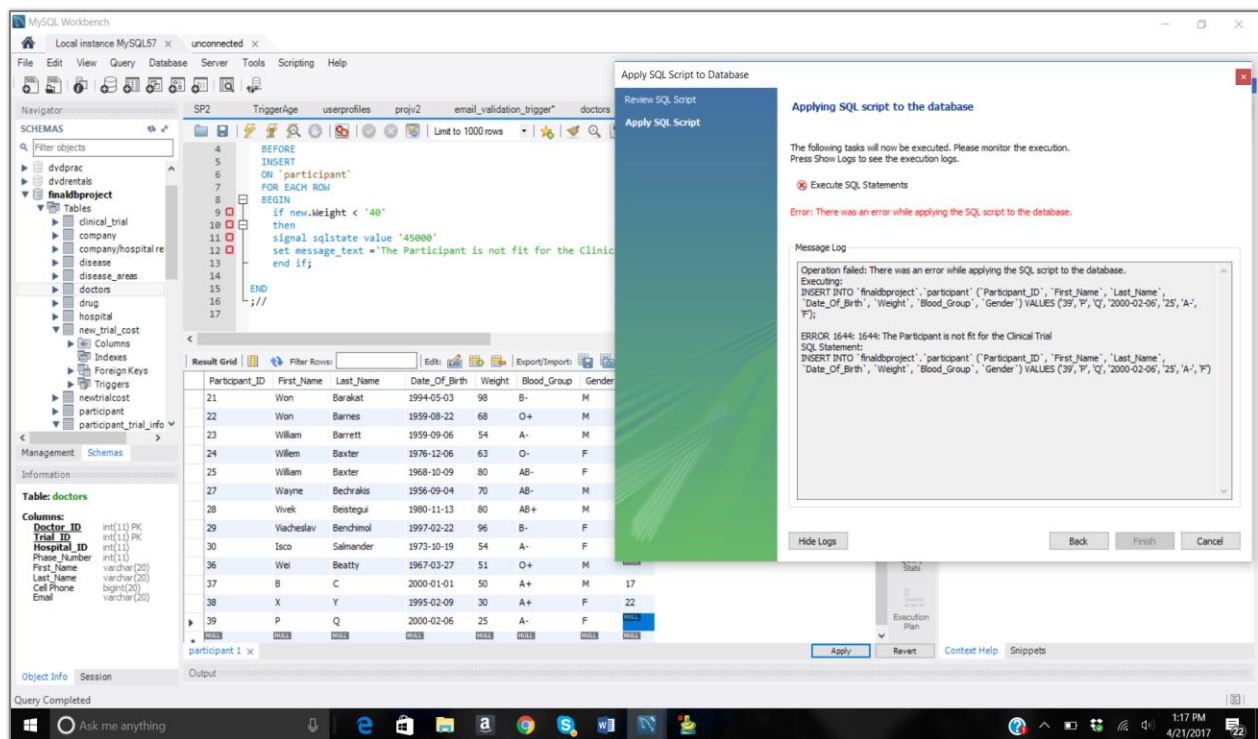 MySQL Workbench
Local instance MySQL57 ×
unconnected ×
File Edit View Query Database Server Tools Scripting Help
Navigator
SCHEMAS
Filter objects
dvdprac
dvdrentals
finaldbproject
Tables
clinical_trial
company
company/hospital re
disease
disease_areas
doctors
drug
hospital
new_trial_cost
Columns
Indexes
Foreign Keys
Triggers
newtrialcost
participant
participant_trial_info
Management Schemas
Information
Table: doctors
Columns:
Doctor_ID int(11) PK
Trial_ID int(11) PK
Hospital_ID int(11)
Phase_Number int(11)
First_Name varchar(20)
Last_Name varchar(20)
Cell Phone bigint(20)
Email varchar(20)
Object Info Session
Query Completed
SP2 TriggerAge userprofiles projv2 email_validation_trigger* doctors
Limit to 1000 rows
4 BEFORE
5 INSERT
6 ON `participant`
7 FOR EACH ROW
8 BEGIN
9 if new.Weight < '40'
10 then
11 signal sqlstate value '45000'
12 set message_text ='The Participant is not fit for the Clinic
13 end if;
14
15 END
16 ;//
17
Result Grid Filter Rows: Edit: Export/Import:
Participant_ID First_Name Last_Name Date_Of_Birth Weight Blood_Group Gender
21 Won Barakat 1994-05-03 98 B- M
22 Won Barnes 1959-08-22 68 O+ M
23 William Barrett 1959-09-06 54 A- M
24 Willem Baxter 1976-12-06 63 O- F
25 William Baxter 1968-10-09 80 AB- F
27 Wayne Bechrakis 1956-09-04 70 AB- M
28 Vivek Beistegui 1980-11-13 80 AB+ M
29 Viacheslav Benchimol 1997-02-22 96 B- F
30 Isco Salmander 1973-10-19 54 A- F
36 Wei Beatty 1967-03-27 51 O+ M
37 B C 2000-01-01 50 A+ M 17
38 X Y 1995-02-09 30 A+ F 22
39 P Q 2000-02-06 25 A- F NULL
NULL NULL NULL NULL NULL NULL NULL NULL
participant 1 ×
Apply Revert
Context Help Snippets
Output
Stats
Execution
Plan
Apply SQL Script to Database
Review SQL Script
Apply SQL Script
Applying SQL script to the database
The following tasks will now be executed. Please monitor the execution.
Press Show Logs to see the execution logs.
Execute SQL Statements
Error: There was an error while applying the SQL script to the database.
Message Log
Operation failed: There was an error while applying the SQL script to the database.
Executing:
INSERT INTO `finaldbproject`.`participant` (`Participant_ID`, `First_Name`, `Last_Name`,
`Date_Of_Birth`, `Weight`, `Blood_Group`, `Gender`) VALUES ('39', 'P', 'Q', '2000-02-06', '25', 'A-',
'F');
ERROR 1644: 1644: The Participant is not fit for the Clinical Trial
SQL Statement:
INSERT INTO `finaldbproject`.`participant` (`Participant_ID`, `First_Name`, `Last_Name`,
`Date_Of_Birth`, `Weight`, `Blood_Group`, `Gender`) VALUES ('39', 'P', 'Q', '2000-02-06', '25', 'A-', 'F')
Hide Logs Back Finish Cancel
Ask me anything
1:17 PM
4/21/2017
22